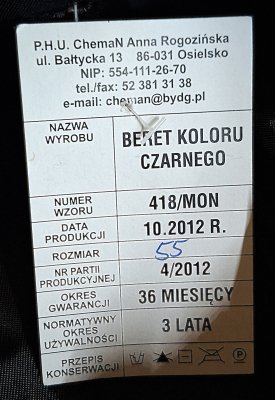 P.H.U. ChemaN Anna Rogozińska
ul. Bałtycka 13 86-031 Osielsko
NIP: 554-111-26-70
tel./fax: 52 381 31 38
e-mail: cheman@bydg.pl
NAZWA WYROBU
BERET KOLORU CZARNEGO
NUMER WZORU
418/MON
DATA PRODUKCJI
10.2012 R.
ROZMIAR
55
NR PARTII PRODUKCYJNEJ
4/2012
OKRES GWARANCJI
36 MIESIĘCY
NORMATYWNY OKRES UŻYWALNOŚCI
3 LATA
PRZEPIS KONSERWACJI
P